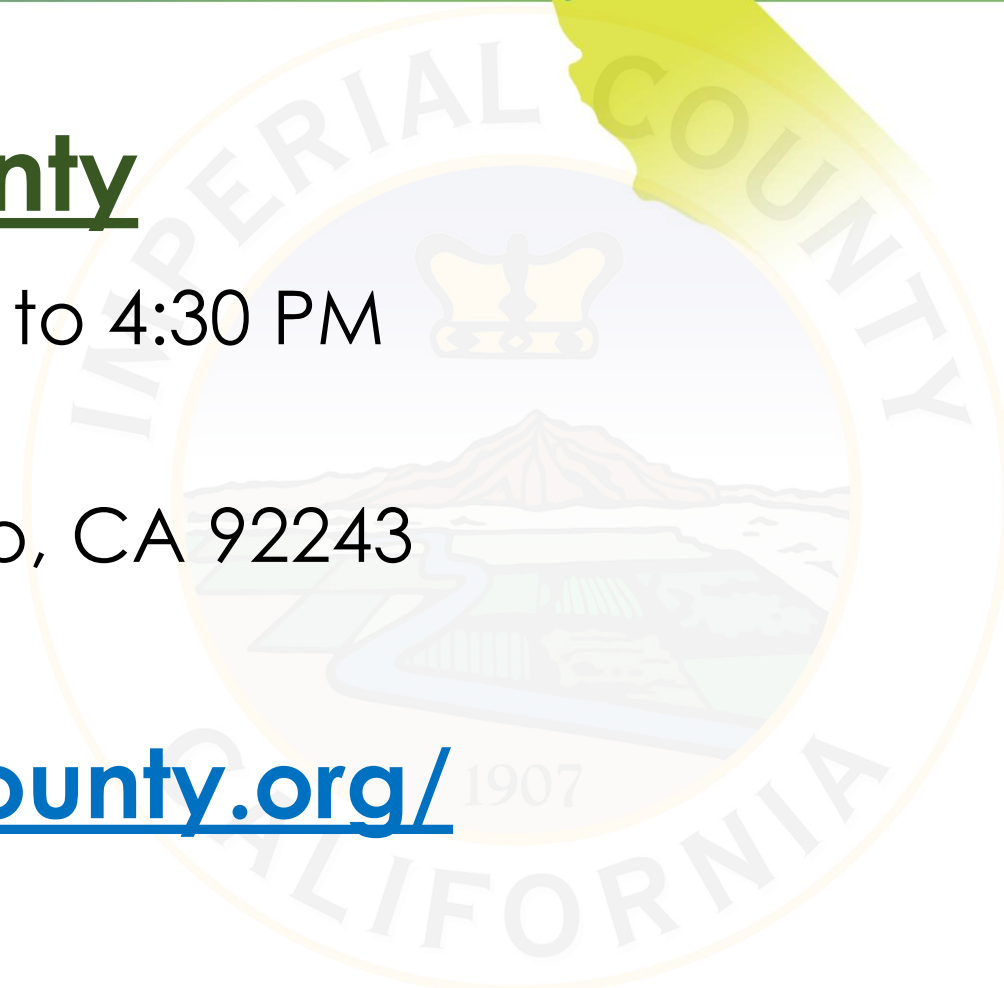 IMPERIAL COUNTY
nty
to 4:30 PM
o, CA 92243
ounty.org/
1907
CALIFORNIA